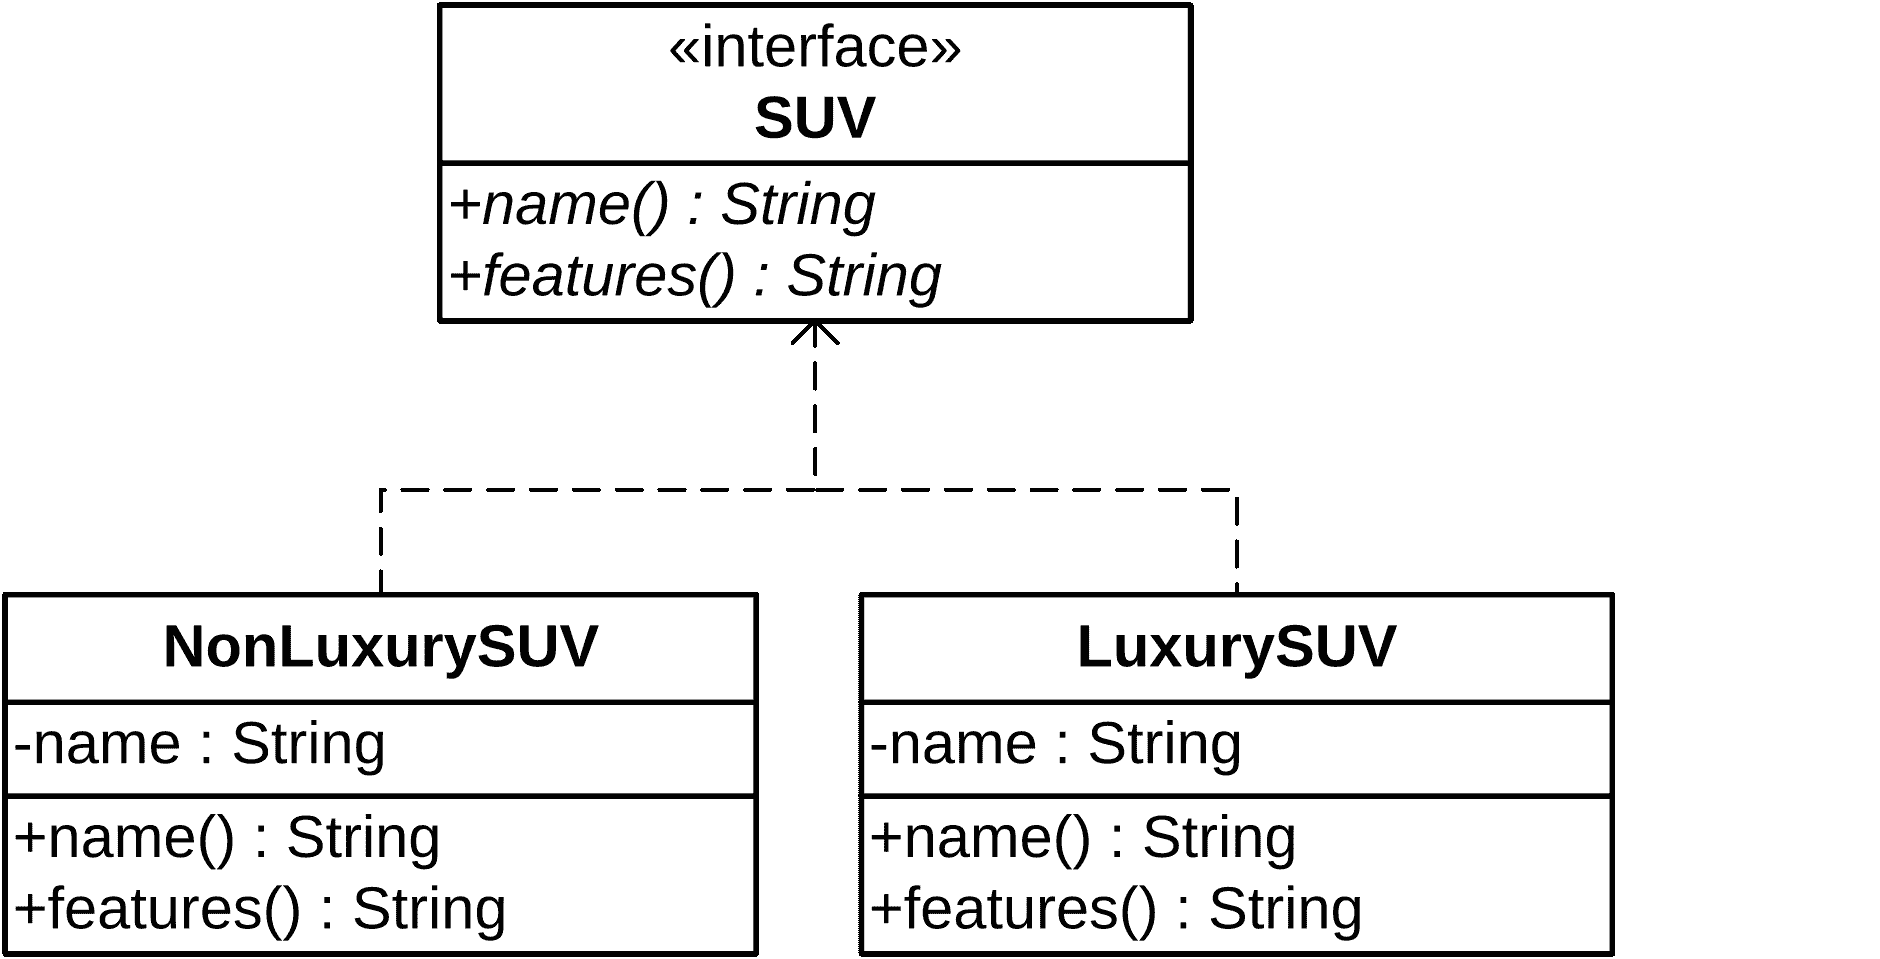 «interface»
SUV
+name() : String
+features() : String
NonLuxurySUV
-name : String
+name() : String
+features() : String
LuxurySUV
-name : String
+name() : String
+features() : String